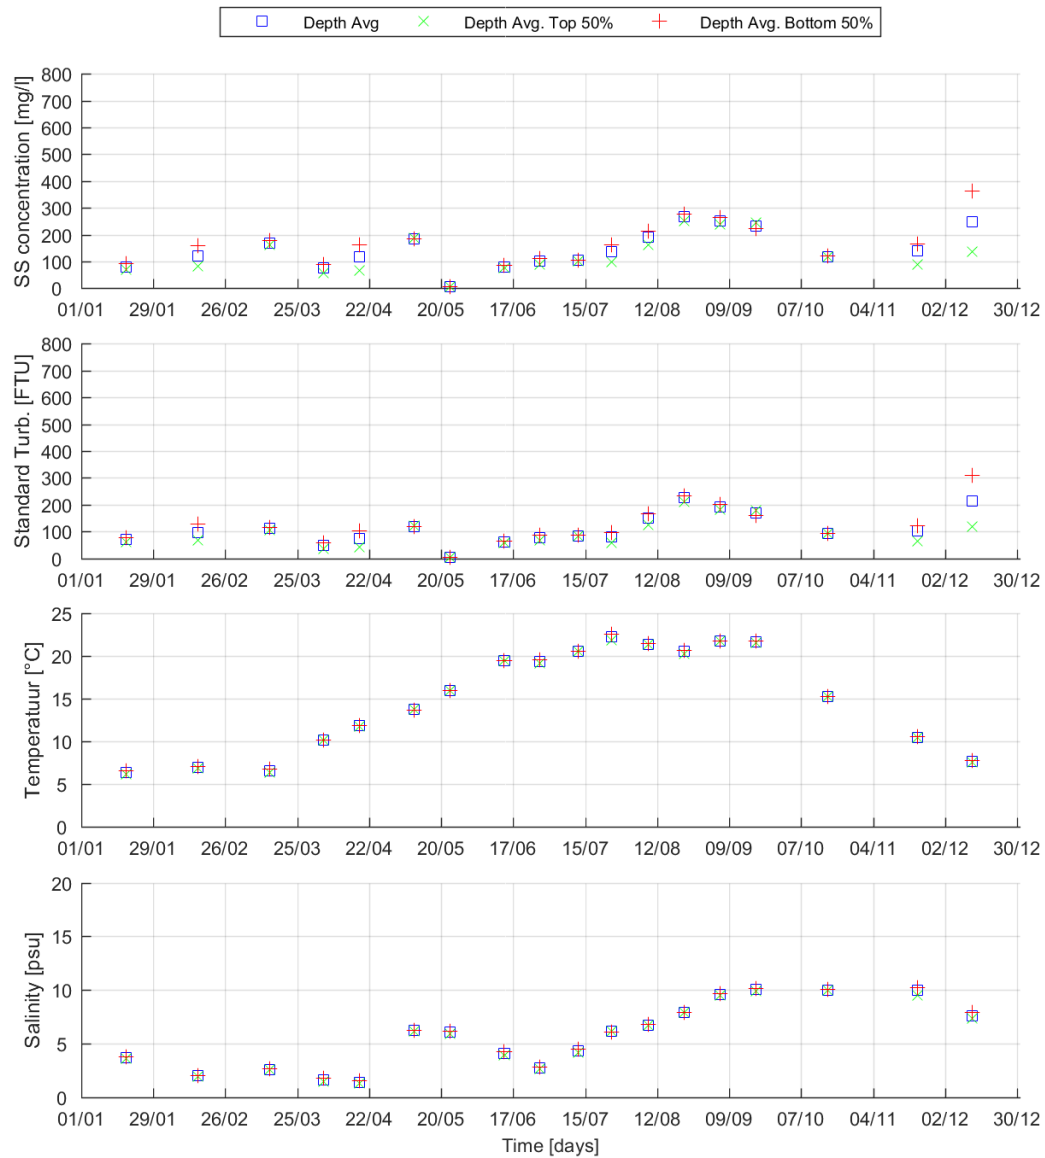 Depth Avg Depth Avg. Top 50% Depth Avg. Bottom 50%
SS concentration [mg/l]
800
700
600
500
400
300
200
100
0
01/01 29/01 26/02 25/03 22/04 20/05 17/06 15/07 12/08 09/09 07/10 04/11 02/12 30/12
Standard Turb. [FTU]
800
700
600
500
400
300
200
100
0
01/01 29/01 26/02 25/03 22/04 20/05 17/06 15/07 12/08 09/09 07/10 04/11 02/12 30/12
Temperatuur [°C]
25
20
15
10
5
0
01/01 29/01 26/02 25/03 22/04 20/05 17/06 15/07 12/08 09/09 07/10 04/11 02/12 30/12
Salinity [psu]
20
15
10
5
0
01/01 29/01 26/02 25/03 22/04 20/05 17/06 15/07 12/08 09/09 07/10 04/11 02/12 30/12
Time [days]